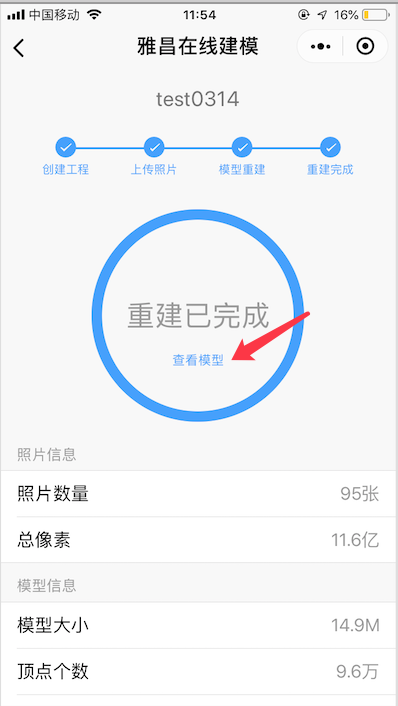 中国移动 11:54 16%
雅昌在线建模
test0314
创建工程 上传照片 模型重建 重建完成
重建已完成
查看模型
照片信息
照片数量 95张
总像素 11.6亿
模型信息
模型大小 14.9M
顶点个数 9.6万